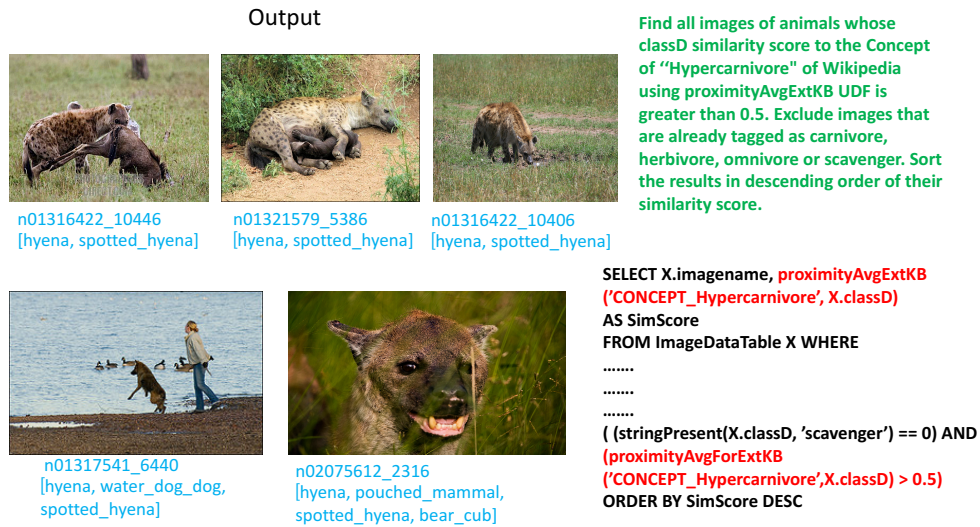 Output
Find all images of animals whose
classD similarity score to the Concept
of ‘‘Hypercarnivore" of Wikipedia
using proximityAvgExtKB UDF is
greater than 0.5. Exclude images
that are already tagged as carnivore,
herbivore, omnivore or scavenger. Sort
the results in descending order of their
similarity score.
n01316422_10446
[hyena, spotted_hyena]
n01321579_5386
[hyena, spotted_hyena]
n01316422_10406
[hyena, spotted_hyena]
SELECT X.imagename, proximityAvgExtKB
(’CONCEPT_Hypercarnivore’, X.classD)
AS SimScore
FROM ImageDataTable X WHERE
.......
.......
.......
( (stringPresent(X.classD, ’scavenger’) == 0) AND
(proximityAvgForExtKB
(’CONCEPT_Hypercarnivore’,X.classD) > 0.5)
ORDER BY SimScore DESC
n01317541_6440
[hyena, water_dog_dog,
spotted_hyena]
n02075612_2316
[hyena, pouched_mammal,
spotted_hyena, bear_cub]